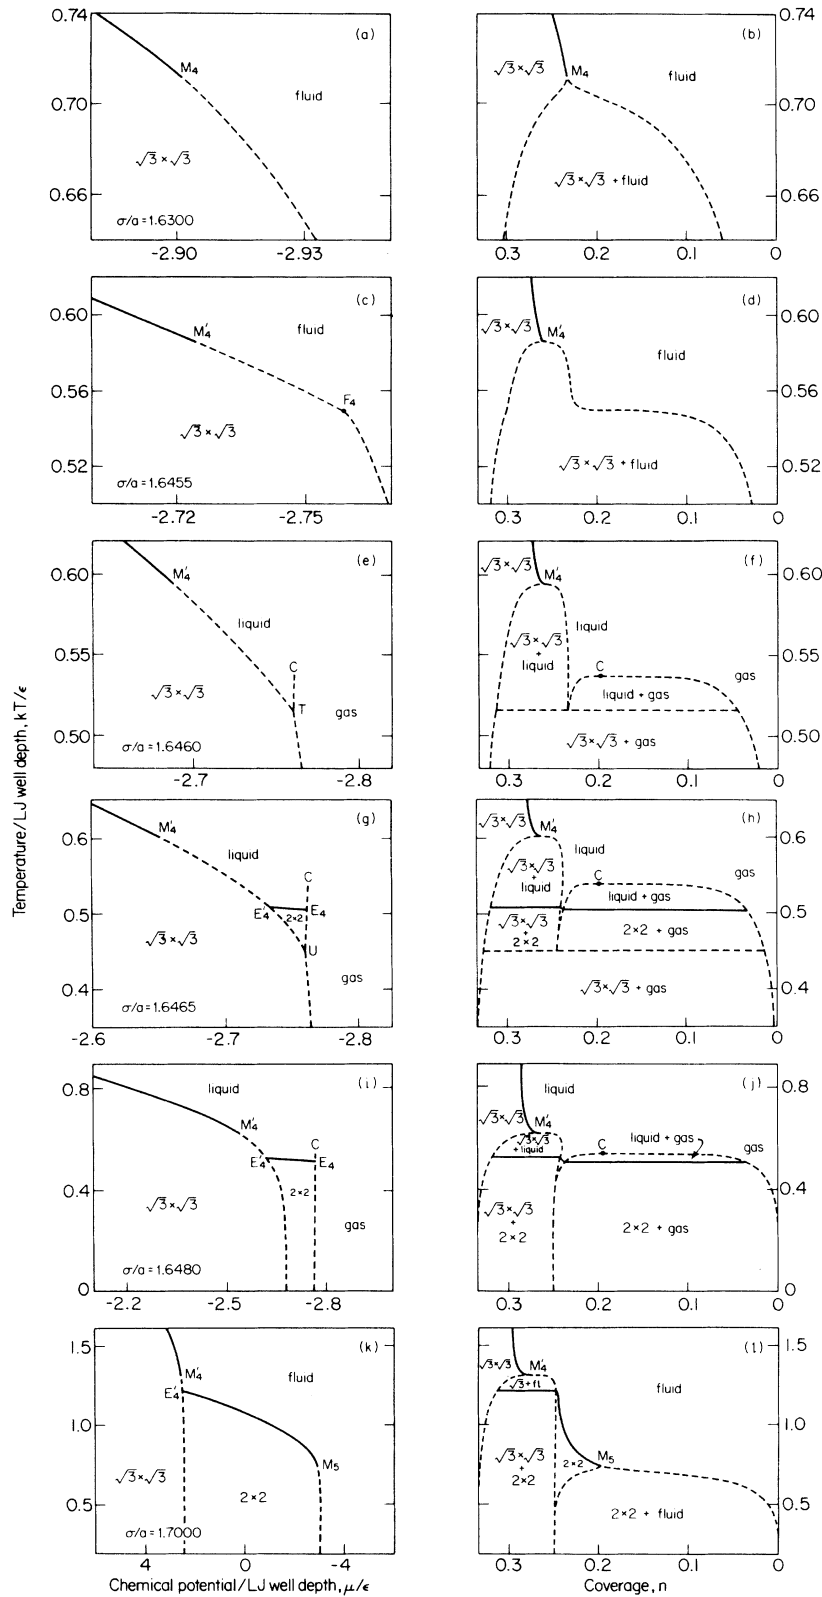 0.74
(a)
M₄
0.70
fluid
√3×√3
0.66
σ/a = 1.6300
-2.90
-2.93
(b)
0.74
√3×√3
M₄
fluid
0.70
√3×√3 + fluid
0.66
0.3
0.2
0.1
0
(c)
0.60
M₄′
fluid
0.56
F₄
√3×√3
0.52
σ/a = 1.6455
-2.72
-2.75
(d)
0.60
√3×√3
M₄′
fluid
0.56
√3×√3 + fluid
0.52
0.3
0.2
0.1
0
(e)
0.60
M₄′
liquid
0.55
C
√3×√3
T
gas
0.50
σ/a = 1.6460
-2.7
-2.8
(f)
0.60
√3×√3
M₄′
liquid
√3×√3
+
liquid
C
gas
0.55
liquid + gas
√3×√3 + gas
0.50
0.3
0.2
0.1
0
(g)
0.6
M₄′
liquid
C
0.5
E₄′
2×2
E₄
√3×√3
U
gas
0.4
σ/a = 1.6465
-2.6
-2.7
-2.8
(h)
√3×√3
M₄′
0.6
liquid
√3×√3
+
liquid
C
gas
liquid + gas
0.5
√3×√3
+
2×2
2×2 + gas
√3×√3 + gas
0.4
0.3
0.2
0.1
0
(i)
0.8
liquid
M₄′
C
E₄′
E₄
0.4
2×2
√3×√3
gas
σ/a = 1.6480
0
-2.2
-2.5
-2.8
(j)
liquid
0.8
√3×√3
M₄′
√3×√3
+ liquid
C
liquid + gas
gas
0.4
√3×√3
+
2×2
2×2 + gas
0
0.3
0.2
0.1
0
(k)
1.5
M₄′
fluid
E₄′
1.0
M₅
√3×√3
2×2
0.5
σ/a = 1.7000
4
0
-4
Chemical potential/LJ well depth, μ/ε
(l)
1.5
√3×√3
M₄′
√3 + fl
fluid
1.0
√3×√3
+
2×2
2×2
M₅
2×2 + fluid
0.5
0.3
0.2
0.1
0
Coverage, n
Temperature/LJ well depth, kT/ε